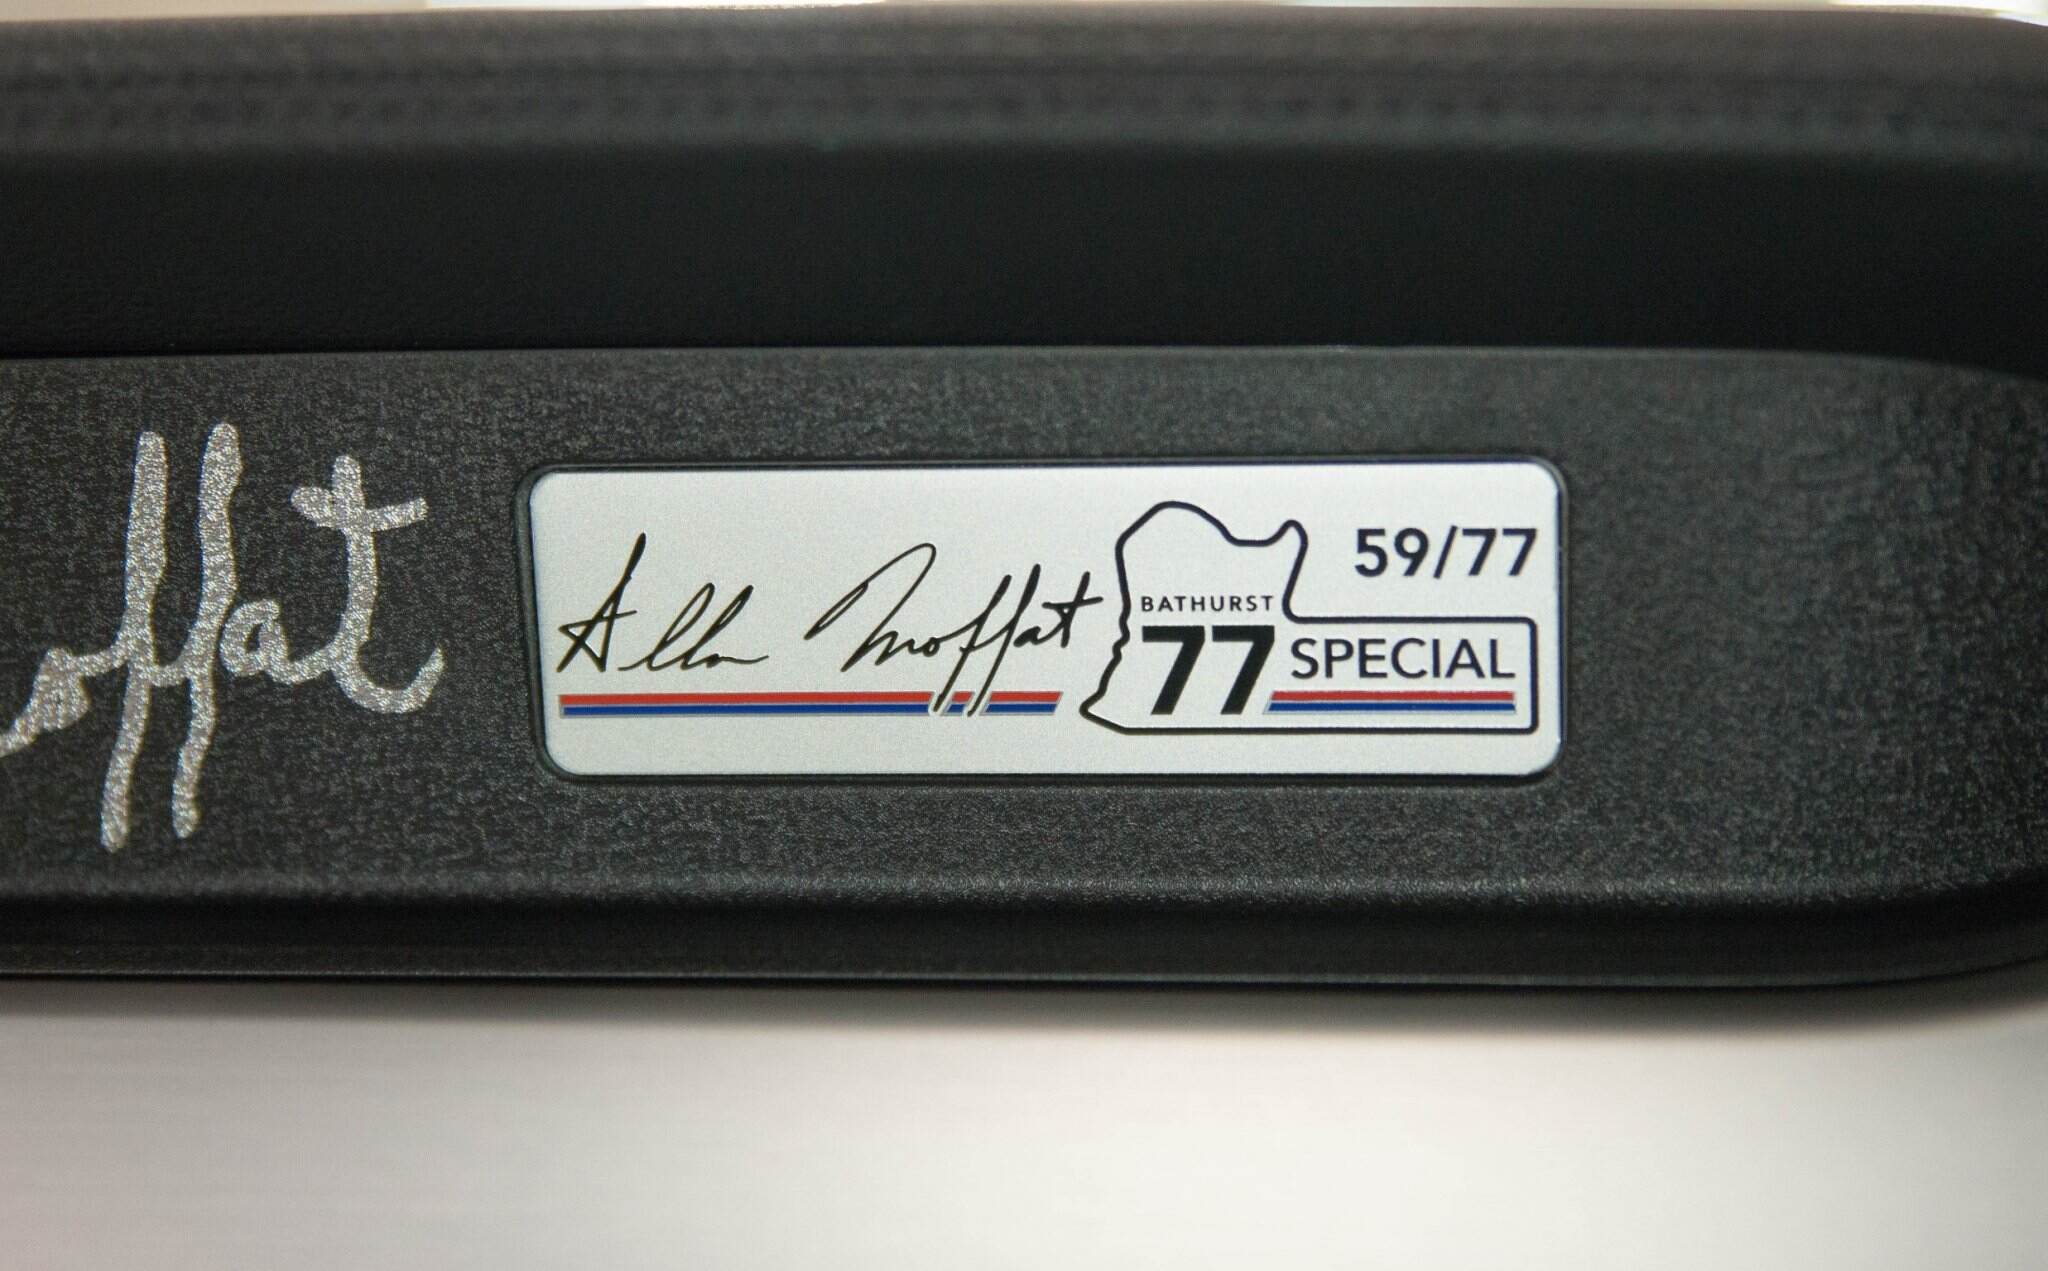 offat
Allan Moffat
59/77
BATHURST
77 SPECIAL